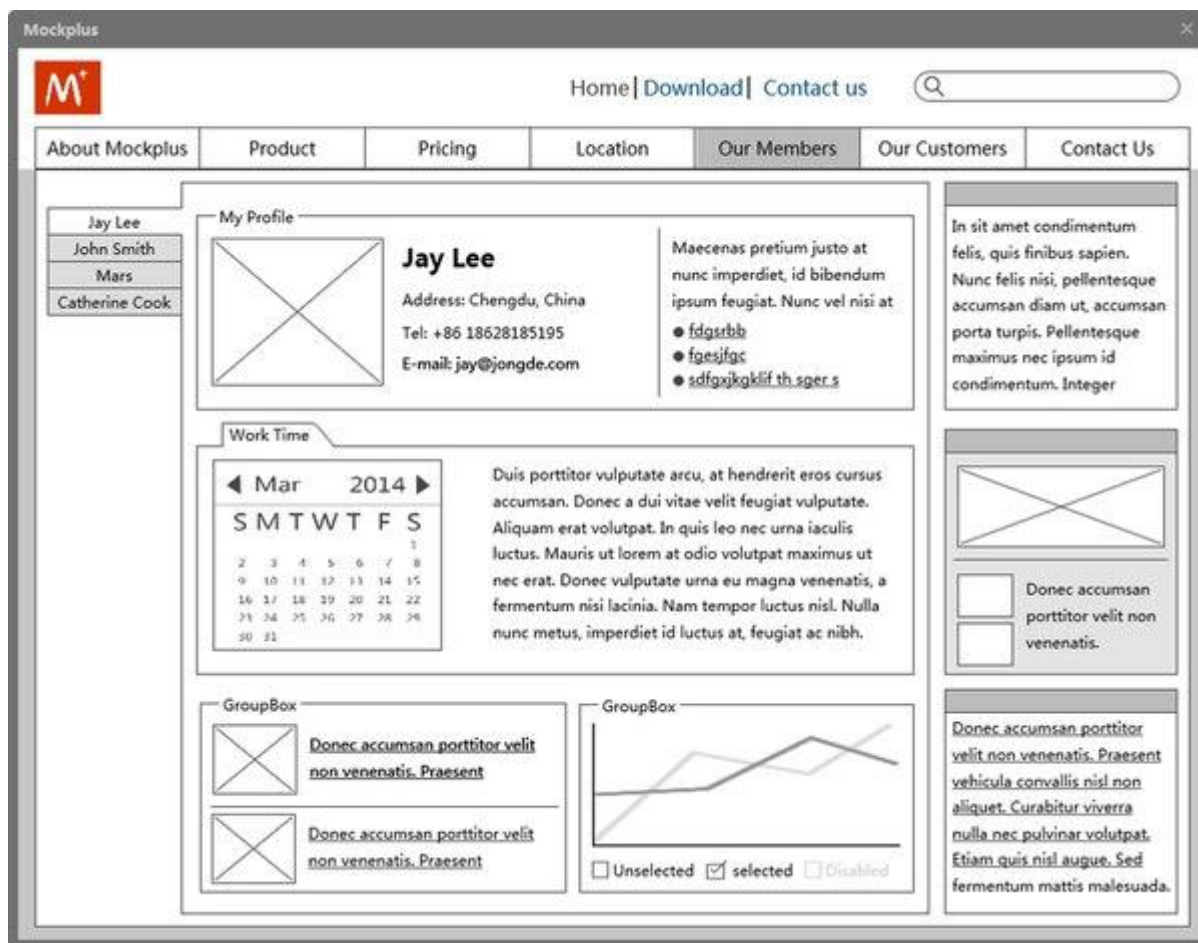 Mockplus
M+
Home| Download| Contact us
About Mockplus Product Pricing Location Our Members Our Customers Contact Us
Jay Lee
John Smith
Mars
Catherine Cook
My Profile
Jay Lee
Address: Chengdu, China
Tel: +86 18628185195
E-mail: jay@jongde.com
Maecenas pretium justo at
nunc imperdiet, id bibendum
ipsum feugiat. Nunc vel nisi at
fdgsrbb
fgesjfgc
sdfgxjkgklif th sger s
Work Time
Mar 2014
S M T W T F S
1
2 3 4 5 6 7 8
9 10 11 12 13 14 15
16 17 18 19 20 21 22
23 24 25 26 27 28 29
30 31
Duis porttitor vulputate arcu, at hendrerit eros cursus
accumsan. Donec a dui vitae velit feugiat vulputate.
Aliquam erat volutpat. In quis leo nec urna iaculis
luctus. Mauris ut lorem at odio volutpat maximus ut
nec erat. Donec vulputate urna eu magna venenatis, a
fermentum nisi lacinia. Nam tempor luctus nisl. Nulla
nunc metus, imperdiet id luctus at, feugiat ac nibh.
GroupBox
Donec accumsan porttitor velit
non venenatis. Praesent
Donec accumsan porttitor velit
non venenatis. Praesent
GroupBox
Unselected selected Disabled
In sit amet condimentum
felis, quis finibus sapien.
Nunc felis nisi, pellentesque
accumsan diam ut, accumsan
porta turpis. Pellentesque
maximus nec ipsum id
condimentum. Integer
Donec accumsan
porttitor velit non
venenatis.
Donec accumsan porttitor
velit non venenatis. Praesent
vehicula convallis nisl non
aliquet. Curabitur viverra
nulla nec pulvinar volutpat.
Etiam quis nisl augue. Sed
fermentum mattis malesuada.